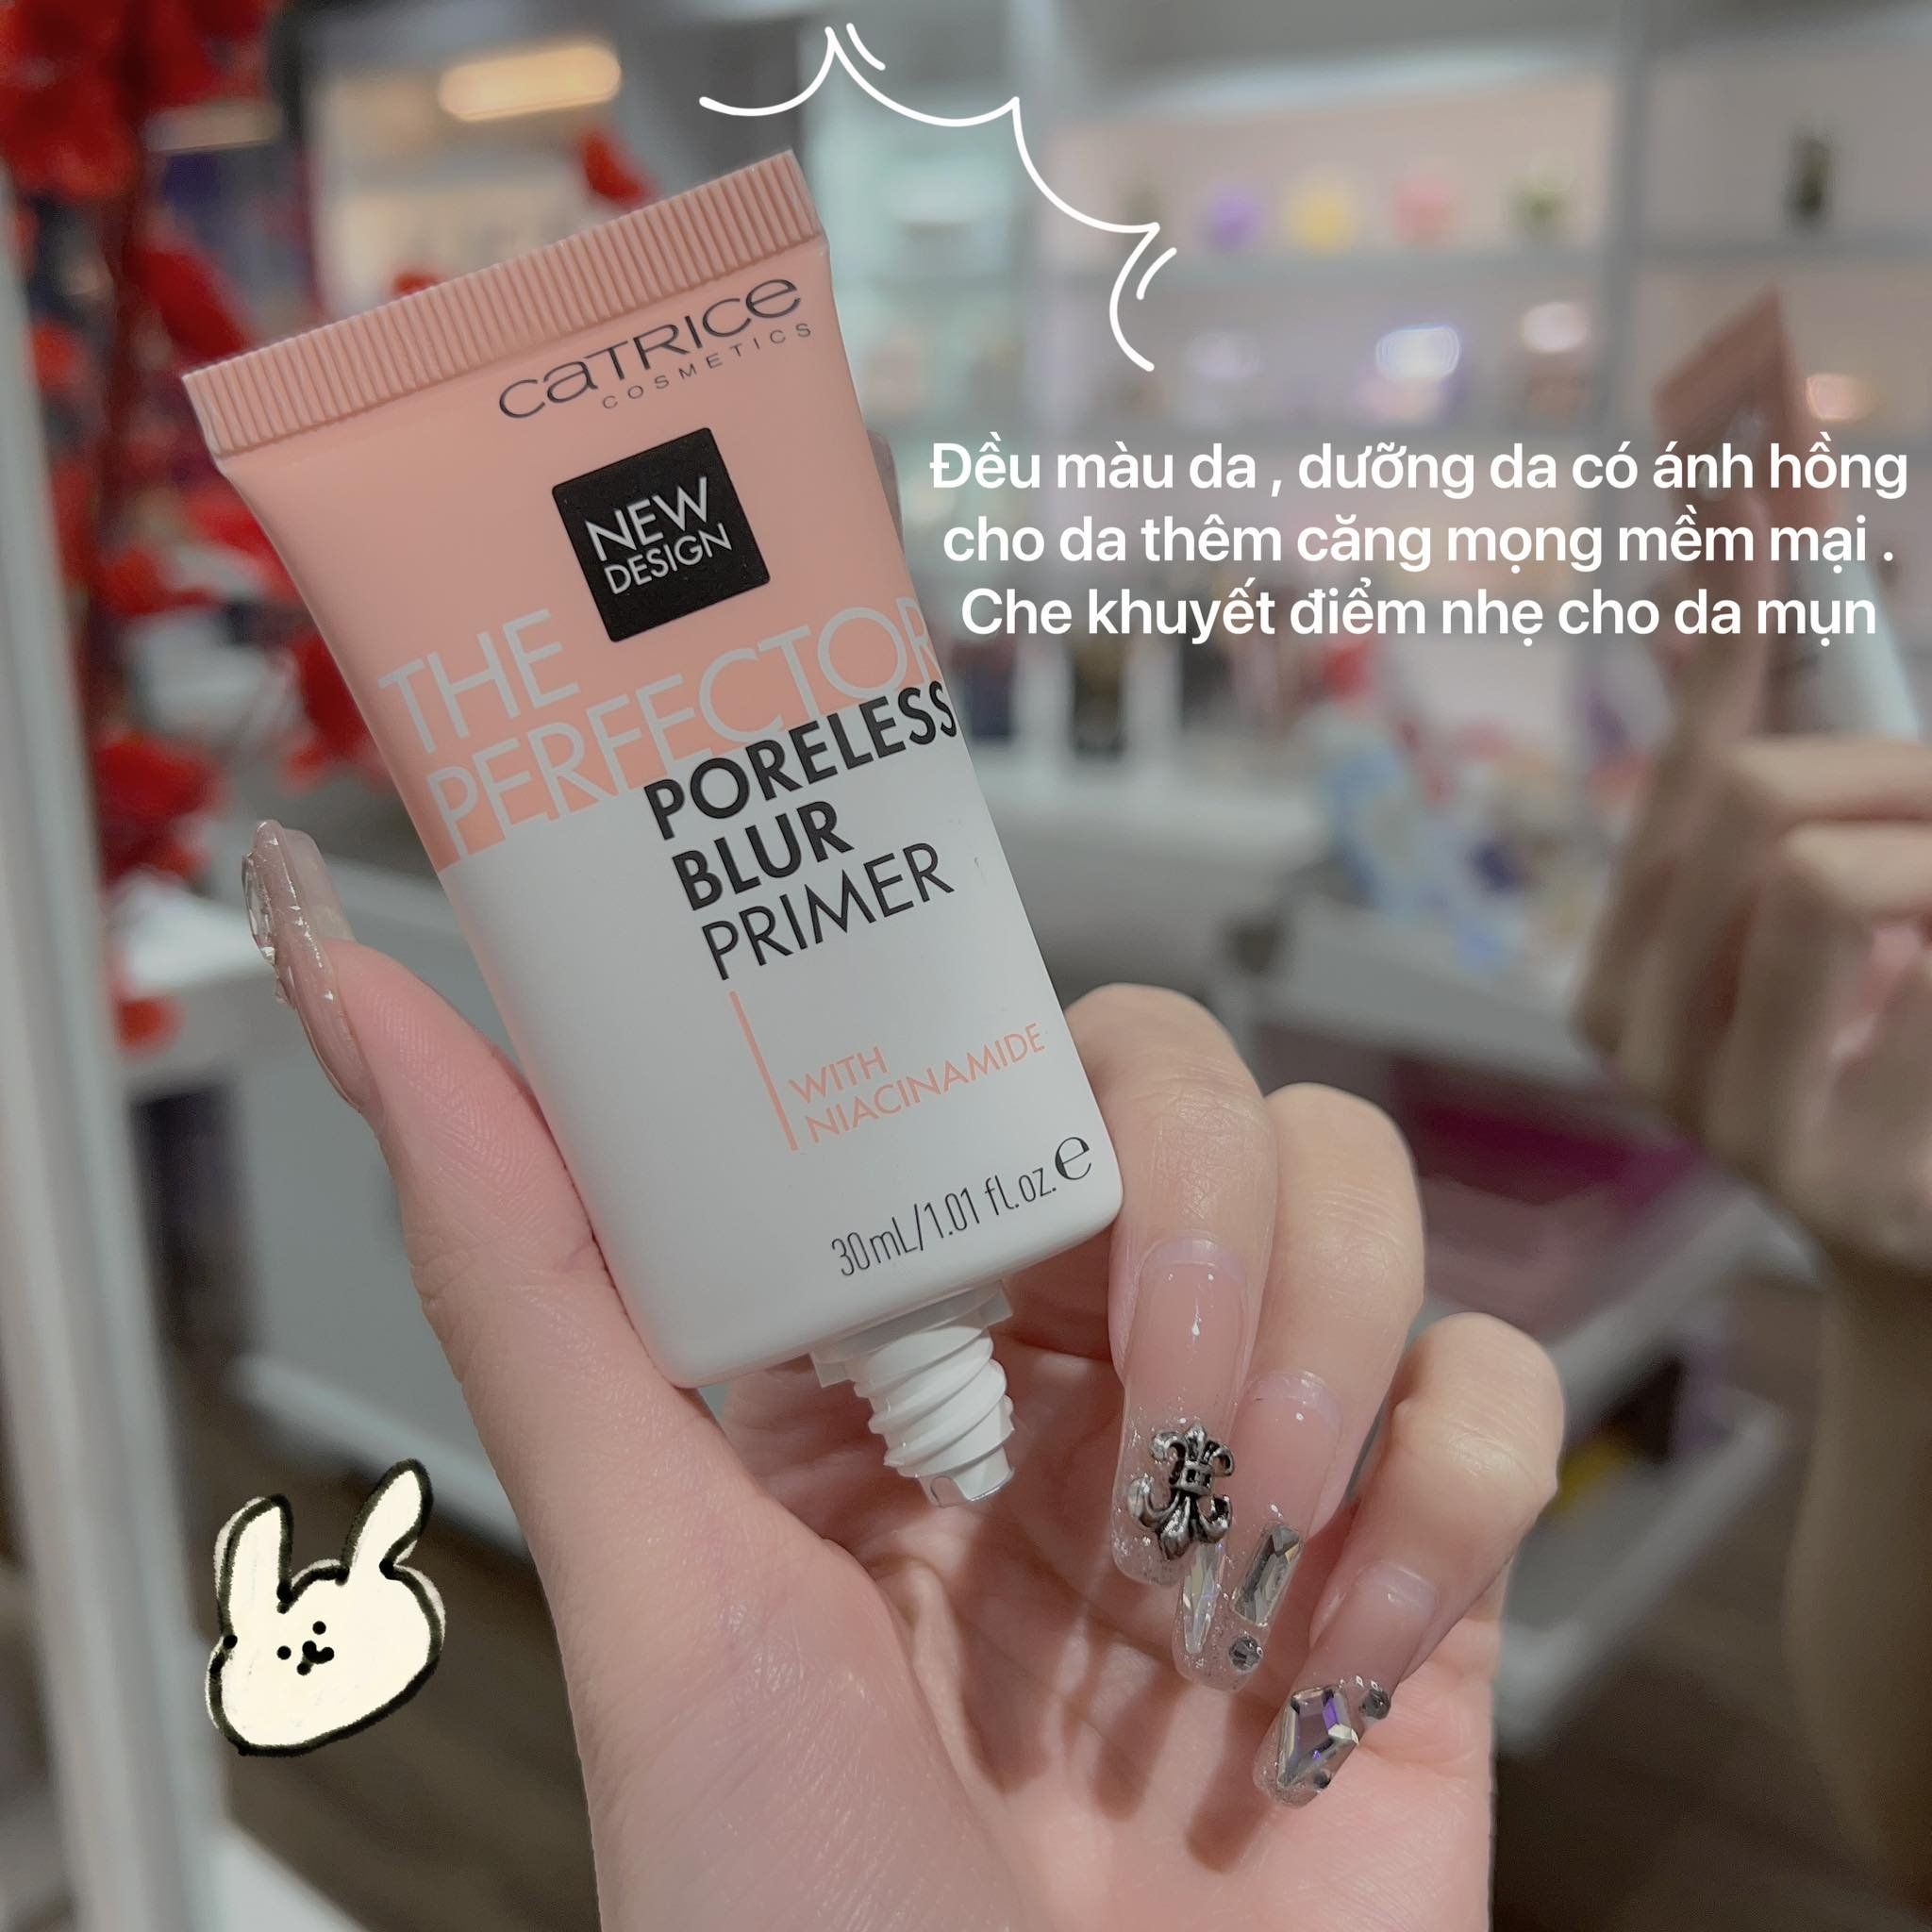 CATRICE
COSMETICS
NEW
DESIGN
THE
PERFECTOR
PORELESS
BLUR
PRIMER
WITH
NIACINAMIDE
30mL/1.01 fl.oz.℮
Đều màu da , dưỡng da có ánh hồng
cho da thêm căng mọng mềm mại .
Che khuyết điểm nhẹ cho da mụn